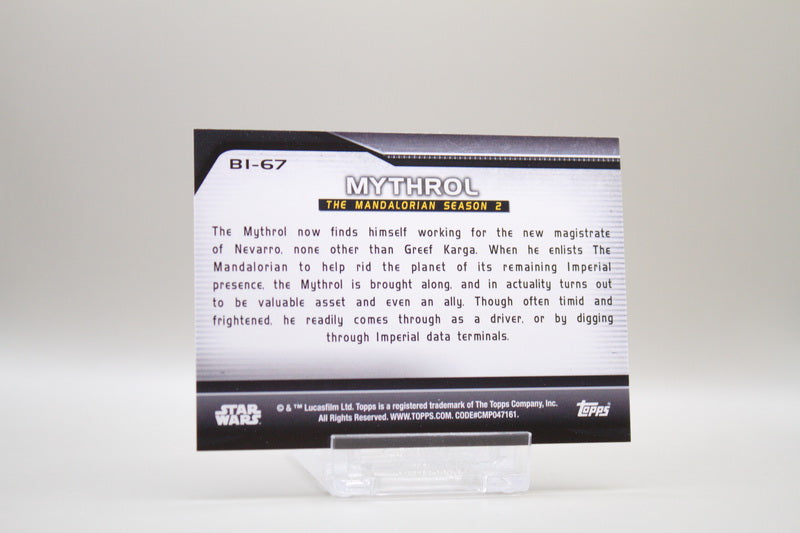 BI-67
MYTHROL
THE MANDALORIAN SEASON 2
The Mythrol now finds himself working for the new magistrate
of Nevarro, none other than Greef Karga. When he enlists The
Mandalorian to help rid the planet of its remaining Imperial
presence, the Mythrol is brought along, and in actuality turns out
to be valuable asset and even an ally. Though often timid and
frightened, he readily comes through as a driver, or by digging
through Imperial data terminals.
STAR
WARS
© & ™ Lucasfilm Ltd. Topps is a registered trademark of The Topps Company, Inc.
All Rights Reserved. WWW.TOPPS.COM. CODE#CMP047161.
Topps